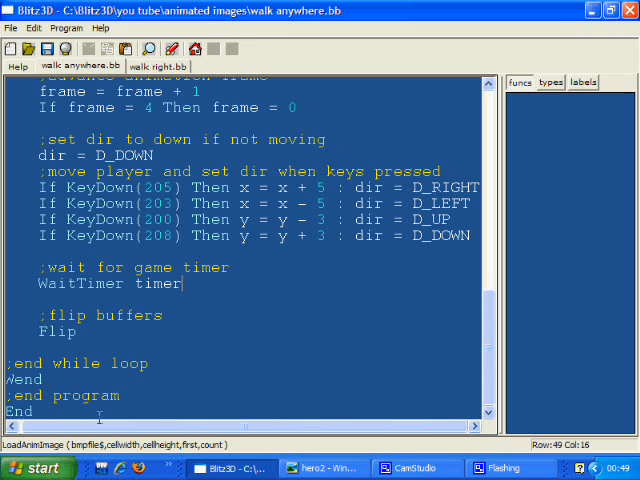 Blitz3D - C:\Blitz3D\you tube\animated images\walk anywhere.bb
File Edit Program Help
Help walk anywhere.bb walk right.bb
funcs types labels
;advance animation frame
frame = frame + 1
If frame = 4 Then frame = 0
;set dir to down if not moving
dir = D_DOWN
;move player and set dir when keys pressed
If KeyDown(205) Then x = x + 5 : dir = D_RIGHT
If KeyDown(203) Then x = x - 5 : dir = D_LEFT
If KeyDown(200) Then y = y - 3 : dir = D_UP
If KeyDown(208) Then y = y + 3 : dir = D_DOWN
;wait for game timer
WaitTimer timer
;flip buffers
Flip
;end while loop
Wend
;end program
End
LoadAnimImage ( bmpfile$,cellwidth,cellheight,first,count )
Row:49 Col:16
start
Blitz3D - C:\...
hero2 - Win...
CamStudio
Flashing
00:49